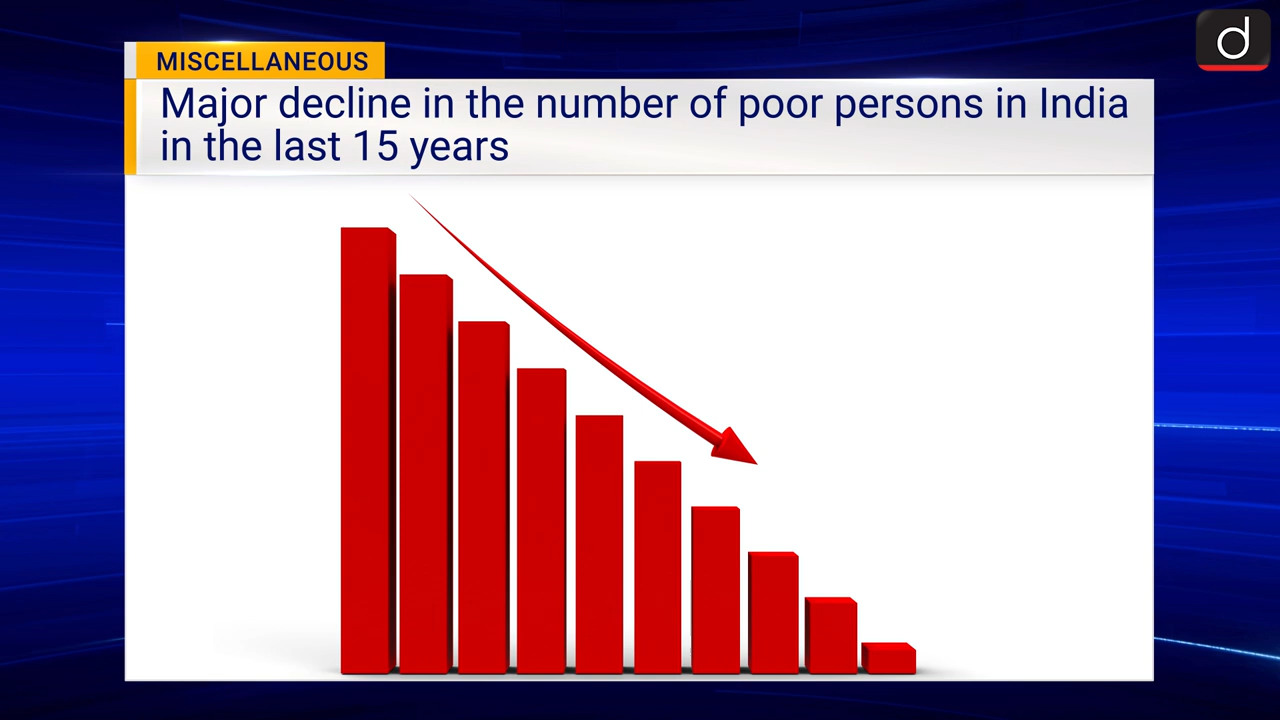 MISCELLANEOUS
d
Major decline in the number of poor persons in India
in the last 15 years